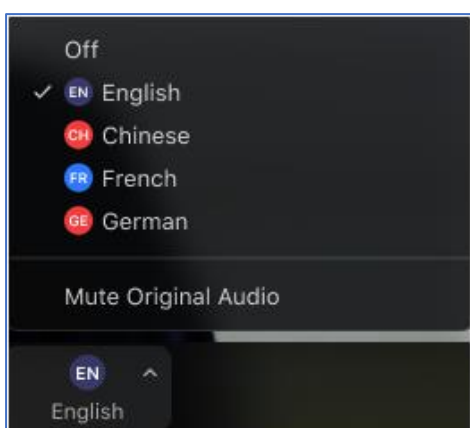 Off
EN English
CH Chinese
FR French
GE German
Mute Original Audio
EN
English